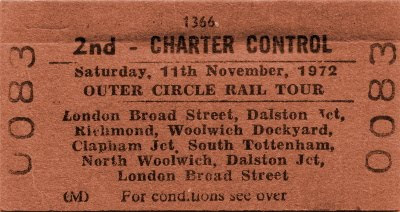 1366
2nd - CHARTER CONTROL
Saturday, 11th November, 1972
OUTER CIRCLE RAIL TOUR
London Broad Street, Dalston Jct,
Richmond, Woolwich Dockyard,
Clapham Jct, South Tottenham,
North Woolwich, Dalston Jct,
London Broad Street
(M) For conditions see over
0083
0083